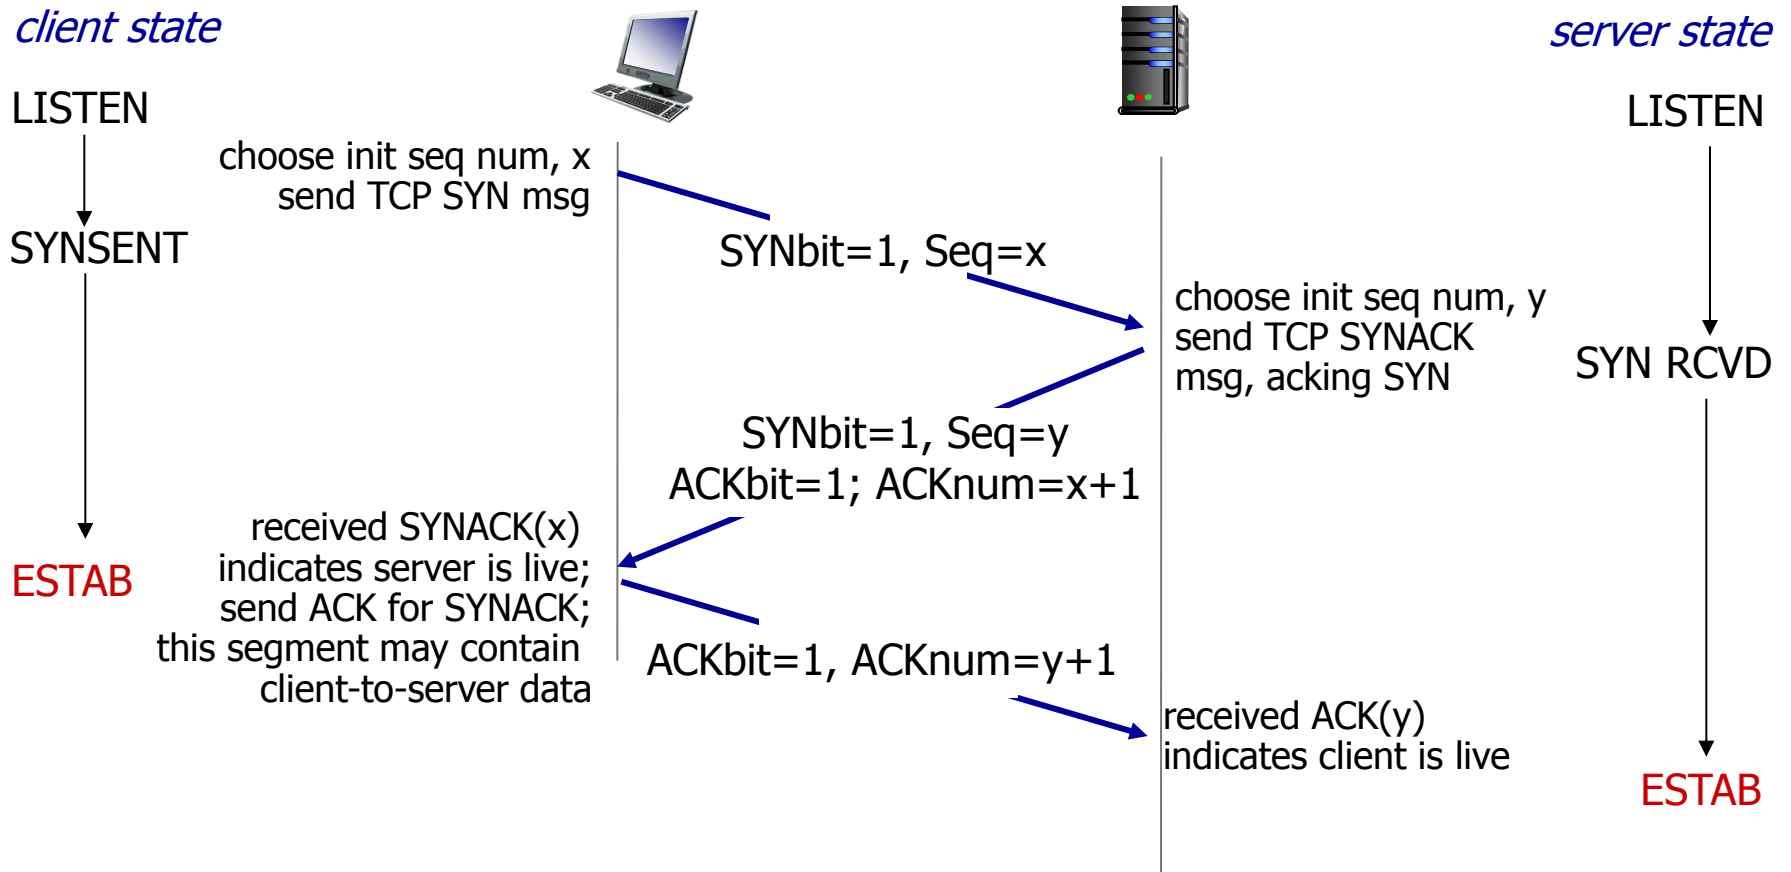 client state
server state
LISTEN
LISTEN
choose init seq num, x
send TCP SYN msg
SYNSENT
SYNbit=1, Seq=x
choose init seq num, y
send TCP SYNACK
msg, acking SYN
SYN RCVD
SYNbit=1, Seq=y
ACKbit=1; ACKnum=x+1
received SYNACK(x)
indicates server is live;
send ACK for SYNACK;
this segment may contain
client-to-server data
ESTAB
ACKbit=1, ACKnum=y+1
received ACK(y)
indicates client is live
ESTAB